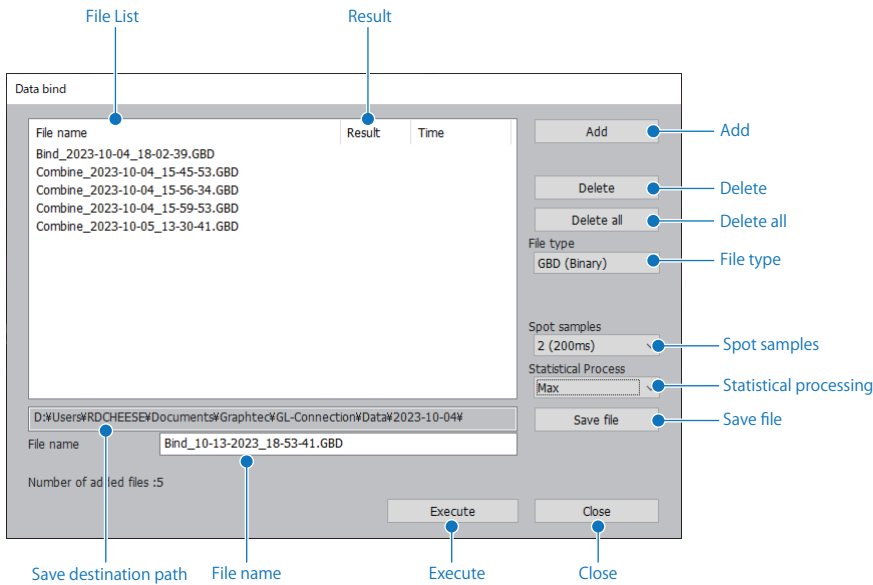 File List
Result
Data bind
File name
Result
Time
Add
Add
Bind_2023-10-04_18-02-39.GBD
Combine_2023-10-04_15-45-53.GBD
Combine_2023-10-04_15-56-34.GBD
Combine_2023-10-04_15-59-53.GBD
Combine_2023-10-05_13-30-41.GBD
Delete
Delete
Delete all
Delete all
File type
GBD (Binary)
File type
Spot samples
2 (200ms)
Spot samples
Statistical Process
Max
Statistical processing
D:¥Users¥RDCHEESE¥Documents¥Graphtec¥GL-Connection¥Data¥2023-10-04¥
Save file
Save file
File name
Bind_10-13-2023_18-53-41.GBD
Number of added files :5
Execute
Close
Save destination path
File name
Execute
Close